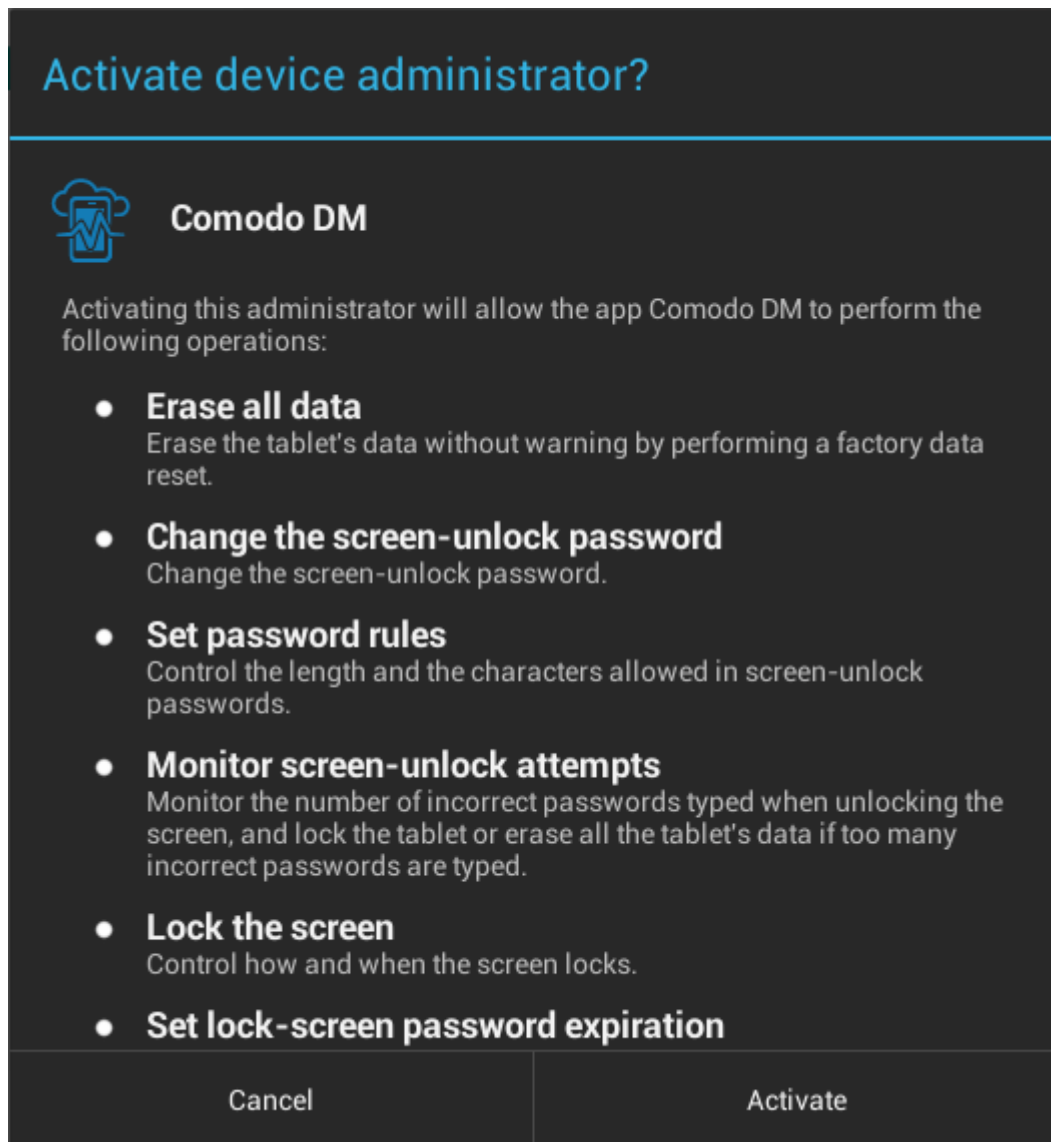 Activate device administrator?
Comodo DM
Activating this administrator will allow the app Comodo DM to perform the
following operations:
● Erase all data
Erase the tablet's data without warning by performing a factory data
reset.
● Change the screen-unlock password
Change the screen-unlock password.
● Set password rules
Control the length and the characters allowed in screen-unlock
passwords.
● Monitor screen-unlock attempts
Monitor the number of incorrect passwords typed when unlocking the
screen, and lock the tablet or erase all the tablet's data if too many
incorrect passwords are typed.
● Lock the screen
Control how and when the screen locks.
● Set lock-screen password expiration
Cancel
Activate